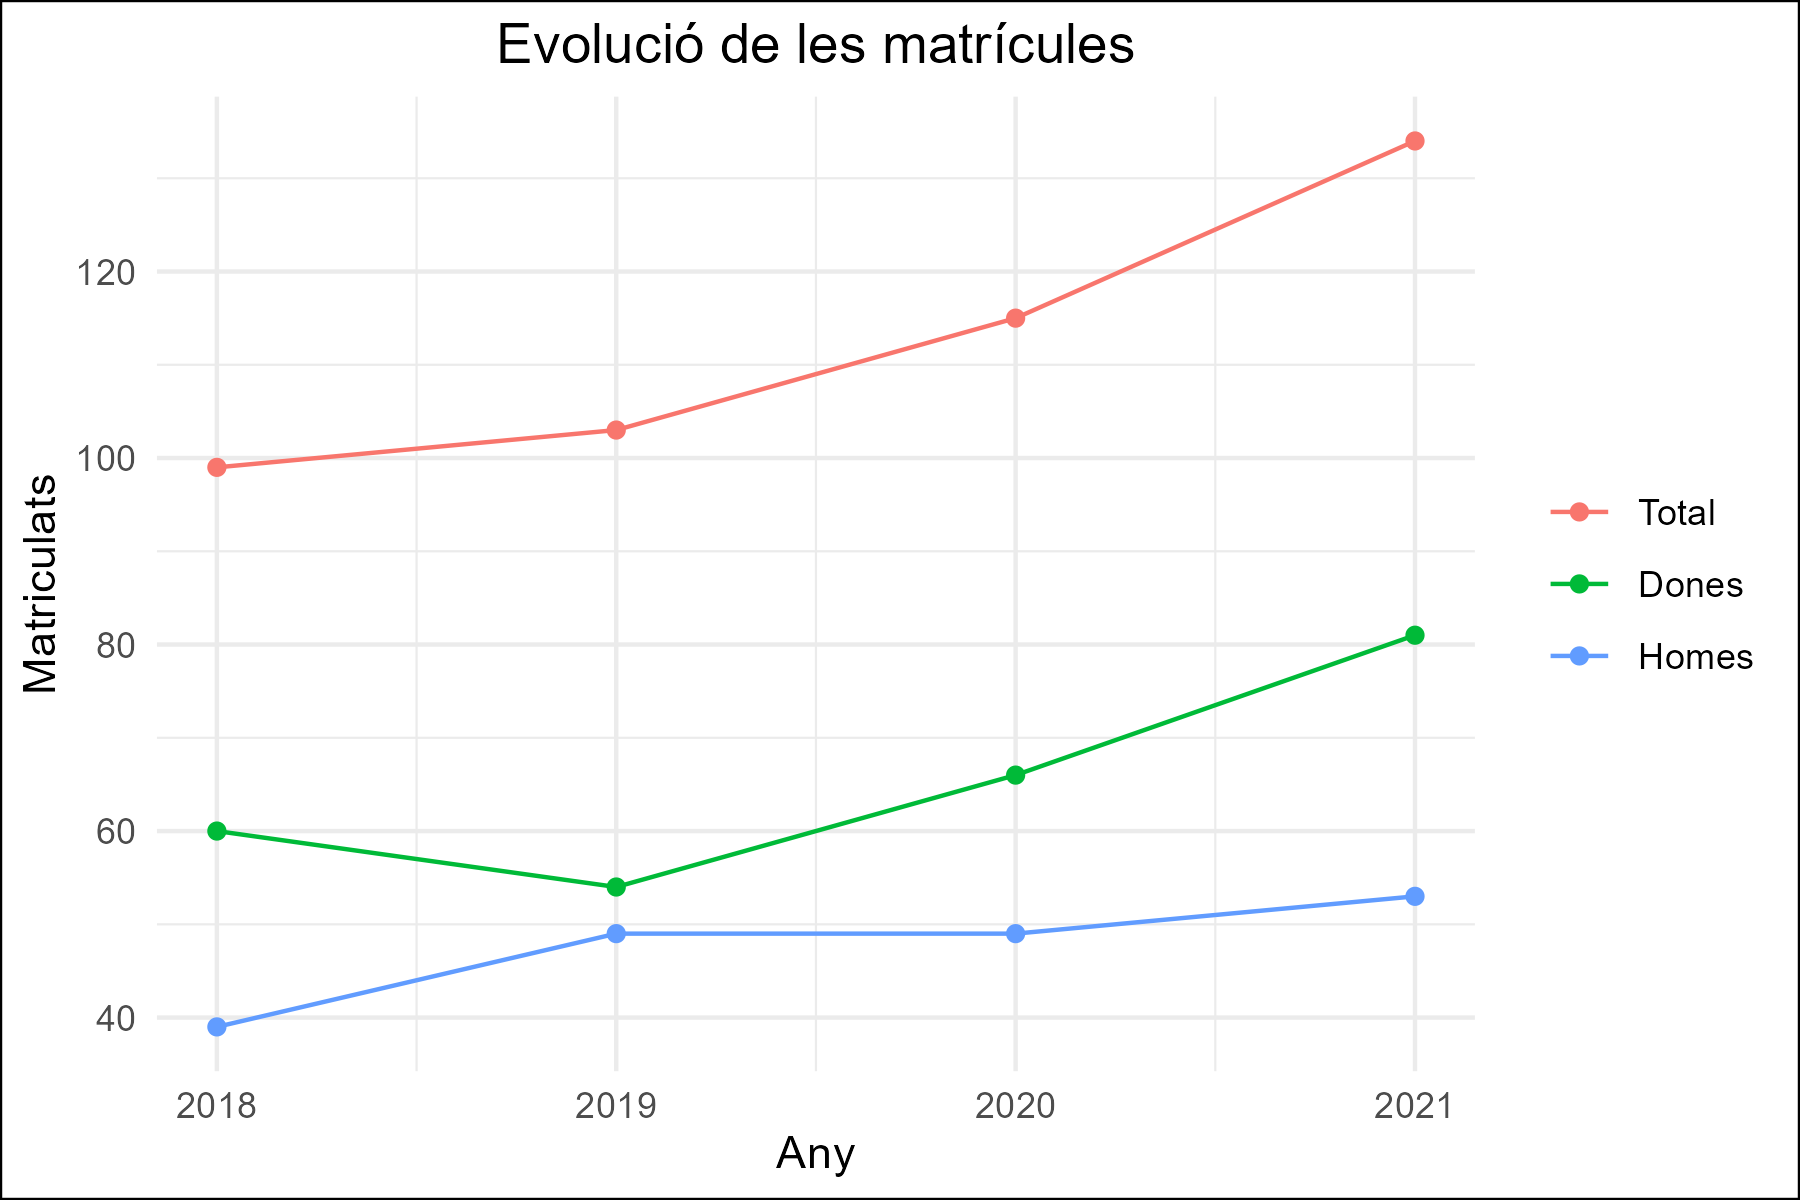 Evolució de les matrícules
120
100
80
60
40
Matriculats
2018
2019
2020
2021
Any
Total
Dones
Homes